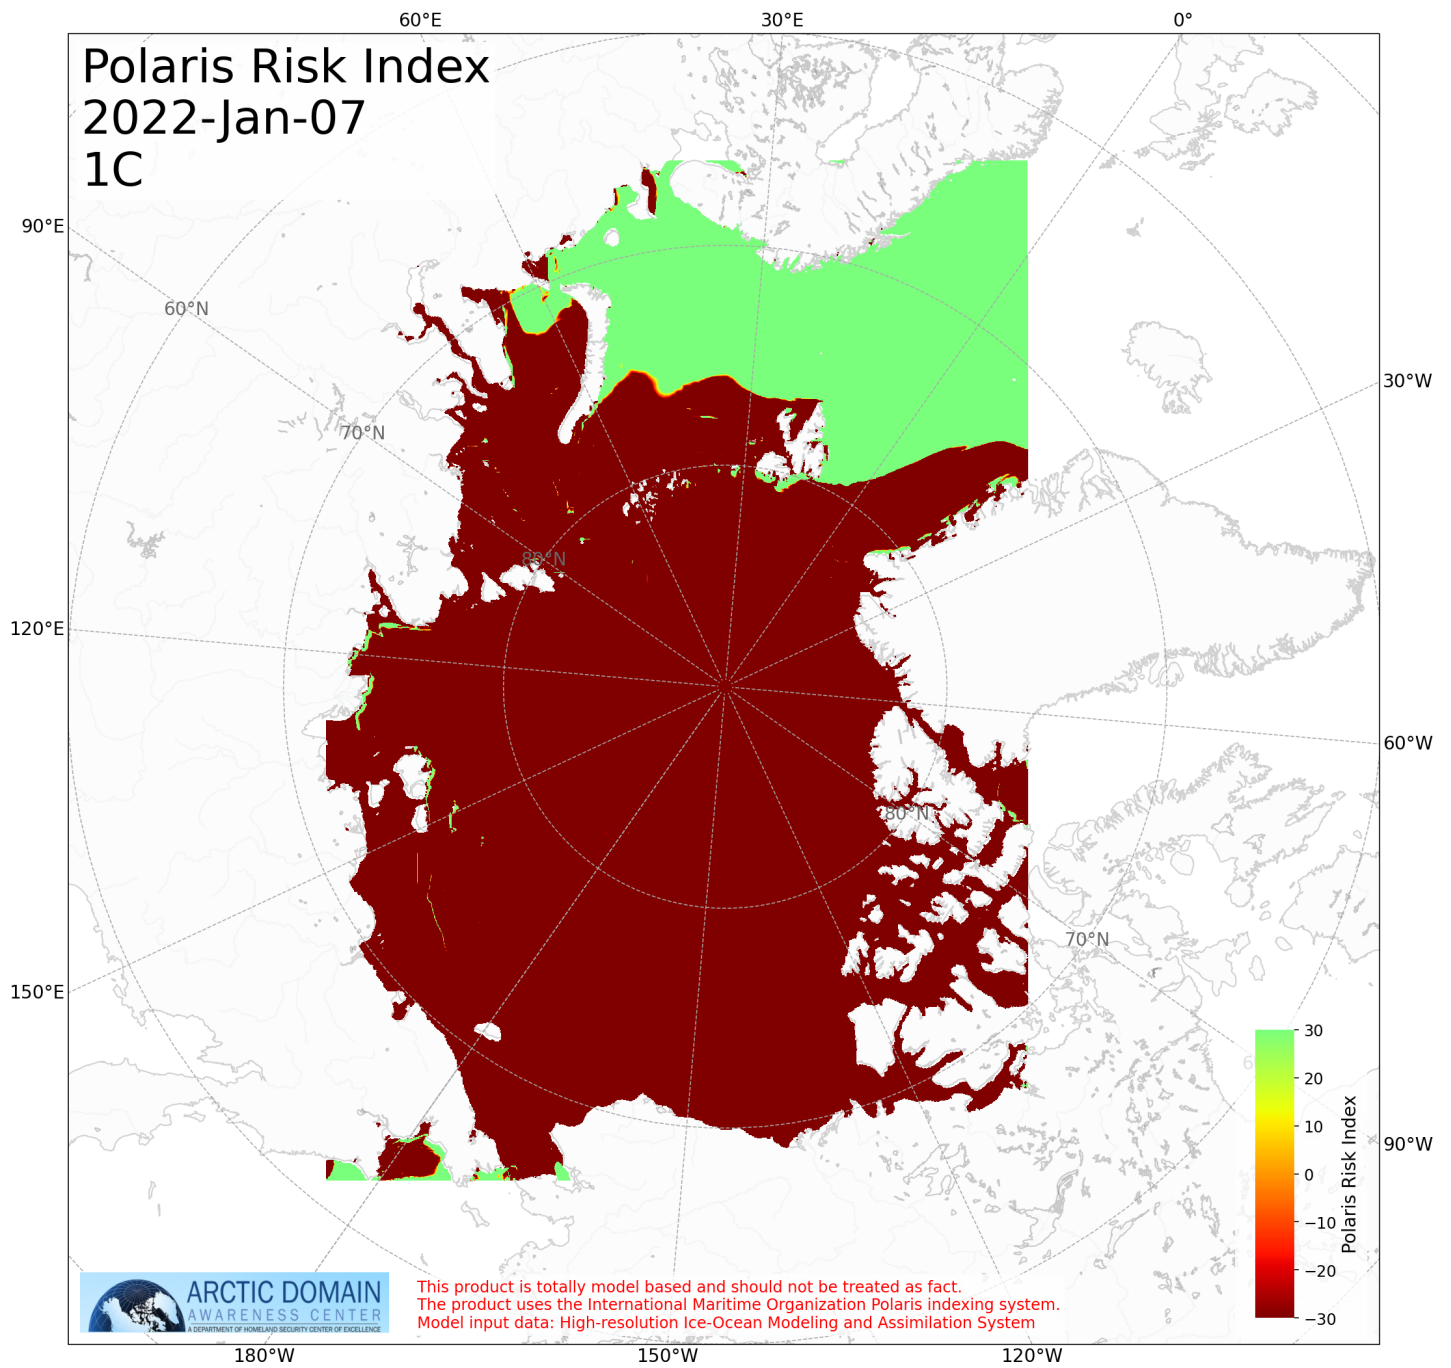 60°E
30°E
0°
Polaris Risk Index
2022-Jan-07
1C
90°E
60°N
30°W
70°N
80°N
120°E
60°W
80°N
70°N
150°E
30
20
10
0
−10
−20
−30
Polaris Risk Index
90°W
ARCTIC DOMAIN
AWARENESS CENTER
A DEPARTMENT OF HOMELAND SECURITY CENTER OF EXCELLENCE
This product is totally model based and should not be treated as fact.
The product uses the International Maritime Organization Polaris indexing system.
Model input data: High-resolution Ice-Ocean Modeling and Assimilation System
180°W
150°W
120°W